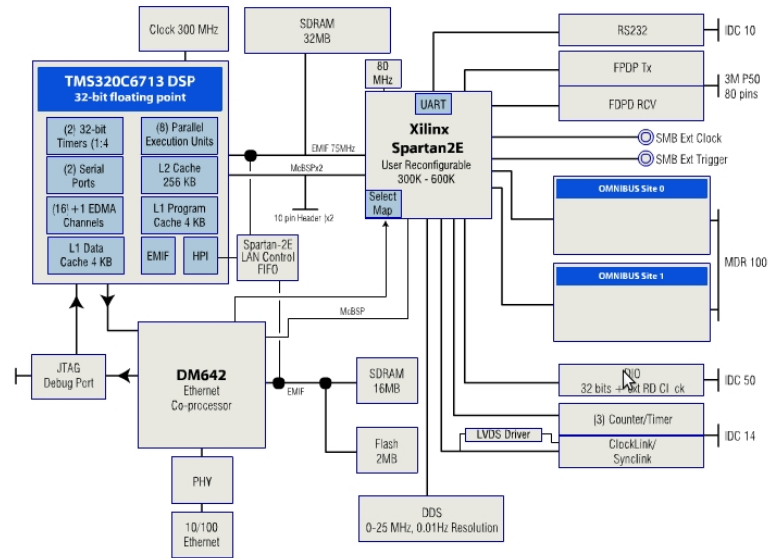 Clock 300 MHz
SDRAM
32MB
TMS320C6713 DSP
32-bit floating point
(2) 32-bit
Timers (1:4
(8) Parallel
Execution Units
(2) Serial
Ports
L2 Cache
256 KB
(16) +1 EDMA
Channels
L1 Program
Cache 4 KB
L1 Data
Cache 4 KB
EMIF
HPI
80
MHz
UART
Xilinx
Spartan2E
User Reconfigurable
300K - 600K
Select
Map
EMIF 75MHz
McBSPx2
10 pin Header )x2
Spartan-2E
LAN Control
FIFO
McBSP
RS232
IDC 10
FPDP Tx
FDPD RCV
3M P50
80 pins
SMB Ext Clock
SMB Ext Trigger
OMNIBUS Site 0
OMNIBUS Site 1
MDR 100
JTAG
Debug Port
DM642
Ethernet
Co-processor
EMIF
SDRAM
16MB
Flash
2MB
PHY
10/100
Ethernet
32 bits +
IDC 50
(3) Counter/Timer
LVDS Driver
ClockLink/
Synclink
IDC 14
DDS
0-25 MHz, 0.01Hz Resolution